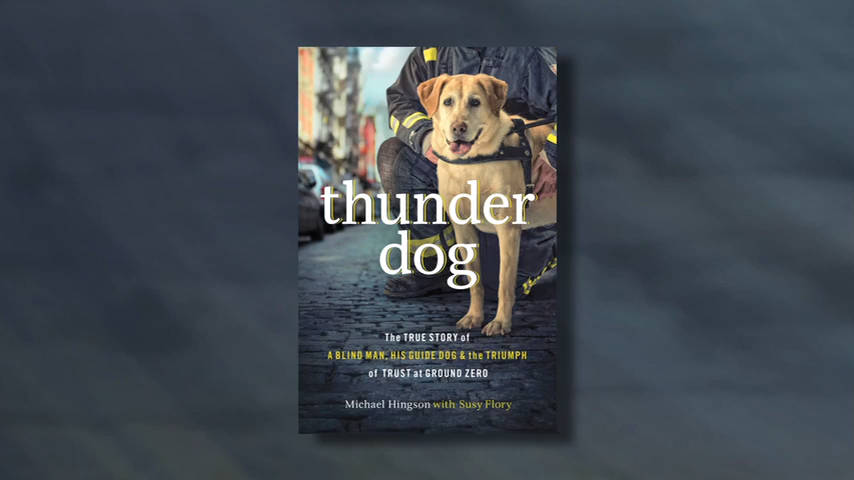 thunder
dog
The TRUE STORY of
A BLIND MAN, HIS GUIDE DOG & the TRIUMPH
of TRUST at GROUND ZERO
Michael Hingson with Susy Flory